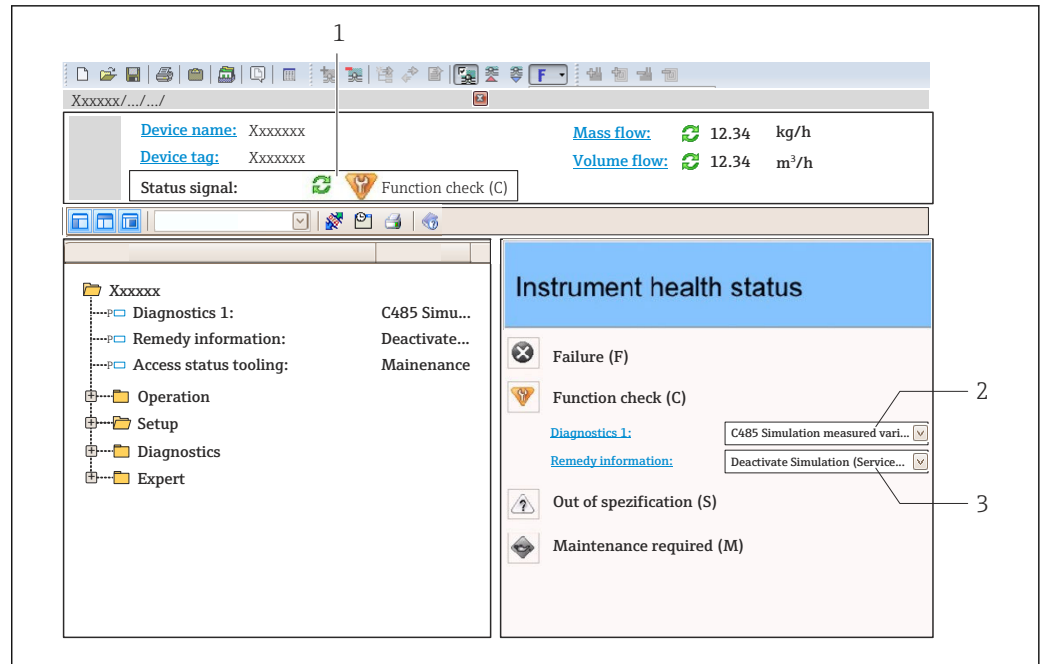 1
F
Xxxxxx/.../.../
Device name: Xxxxxxx
Mass flow: 12.34 kg/h
Device tag: Xxxxxxx
Volume flow: 12.34 m³/h
Status signal: Function check (C)
Xxxxxx
Diagnostics 1: C485 Simu...
Remedy information: Deactivate...
Access status tooling: Mainenance
Operation
Setup
Diagnostics
Expert
Instrument health status
Failure (F)
Function check (C)
2
Diagnostics 1: C485 Simulation measured vari...
Remedy information: Deactivate Simulation (Service...
Out of spezification (S)
3
Maintenance required (M)